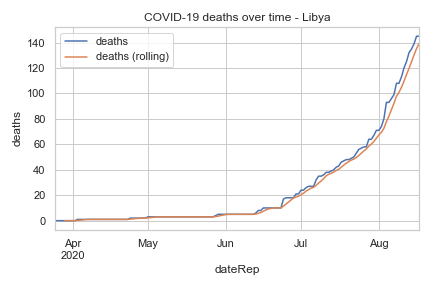 COVID-19 deaths over time - Libya
deaths
deaths (rolling)
140
120
100
80
60
40
20
0
deaths
Apr
2020
May
Jun
Jul
Aug
dateRep